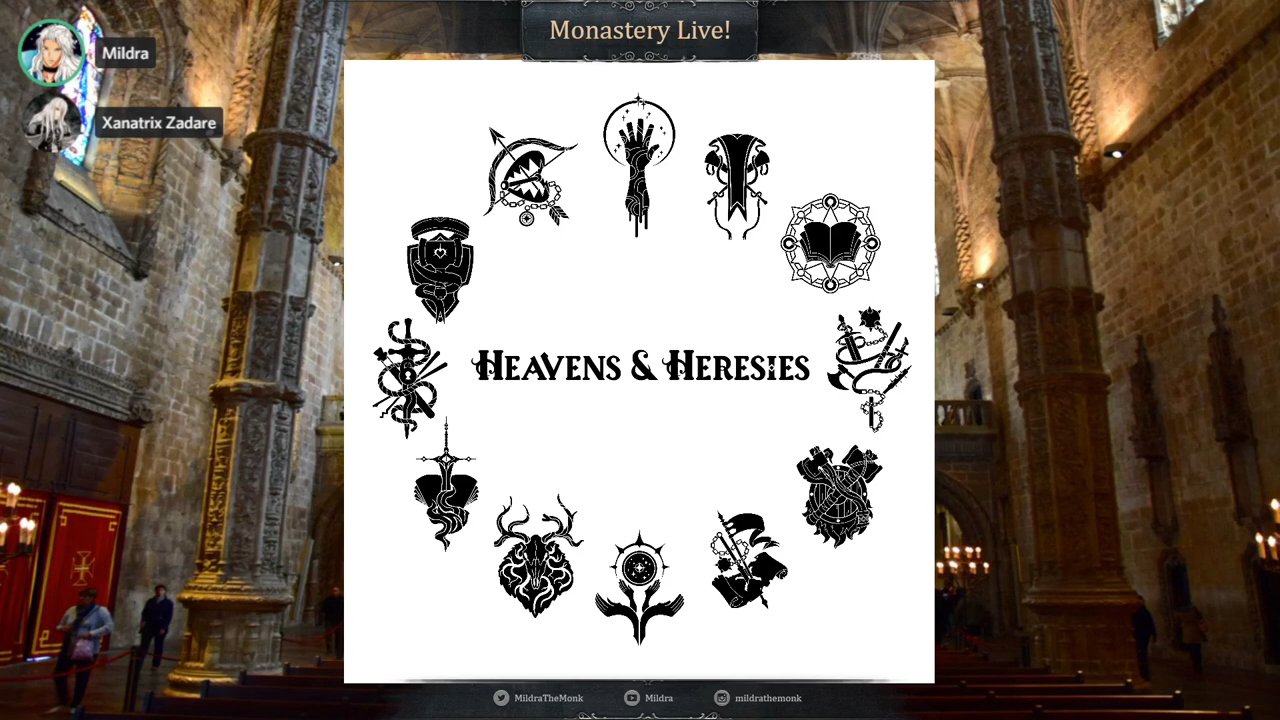 Monastery Live!
Mildra
Xanatrix Zadare
HEAVENS & HERESIES
MildraTheMonk
Mildra
mildrathemonk